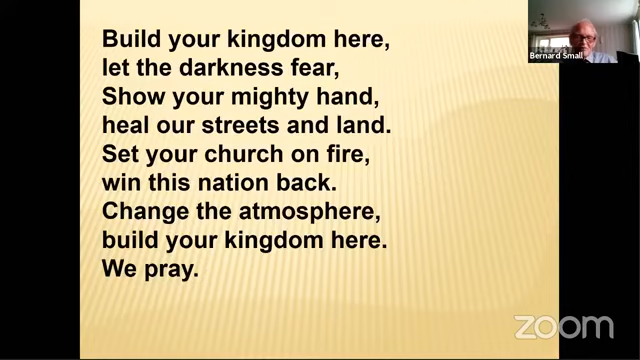 Build your kingdom here,
let the darkness fear,
Show your mighty hand,
heal our streets and land.
Set your church on fire,
win this nation back.
Change the atmosphere,
build your kingdom here.
We pray.
Bernard Small
zoom